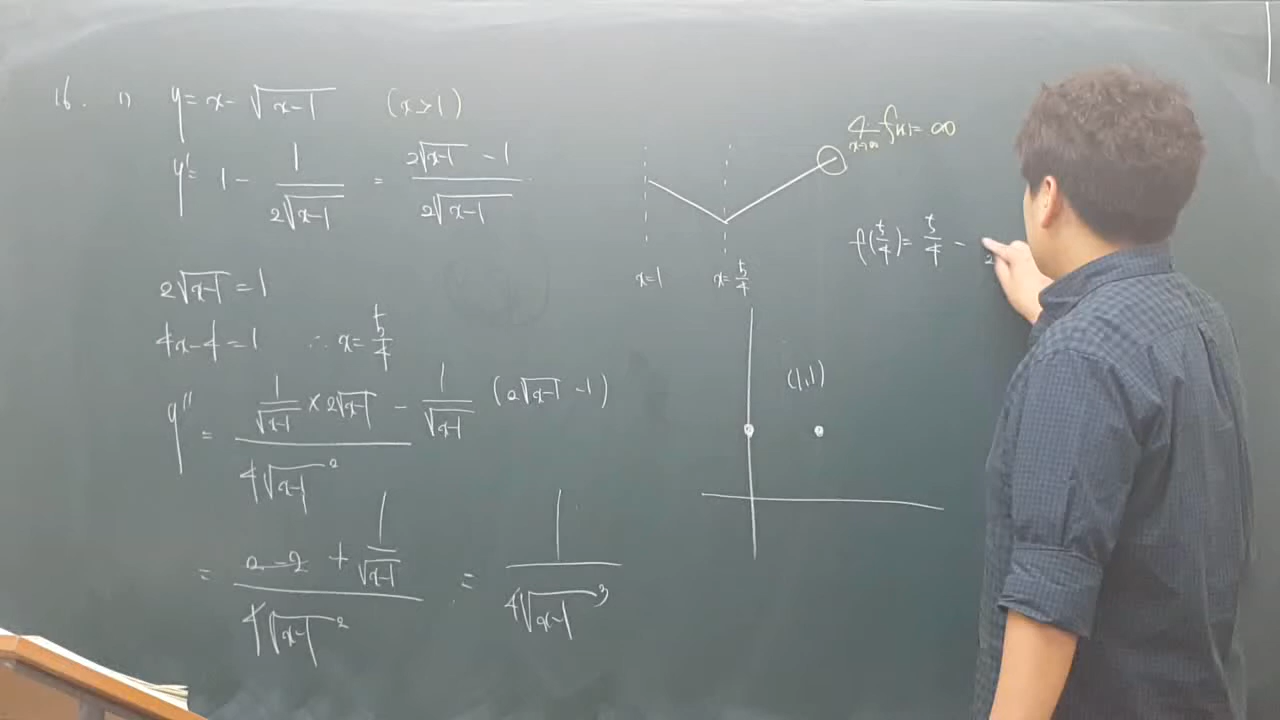 16. 1) y = x - √(x-1) (x>1)
y' = 1 - 1/(2√(x-1)) = (2√(x-1) - 1)/(2√(x-1))
2√(x-1) = 1
4x-4=1 ∴ x = 5/4
y'' = (1/√(x-1) × 2√(x-1) - 1/√(x-1) (2√(x-1) - 1))/(4√(x-1)²)
= (2-2 + 1/√(x-1))/(4√(x-1)²) = 1/(4√(x-1)³)
f(x) = ∞
x→∞
x=1
x = 5/4
f(5/4) = 5/4 -
2
(1,1)